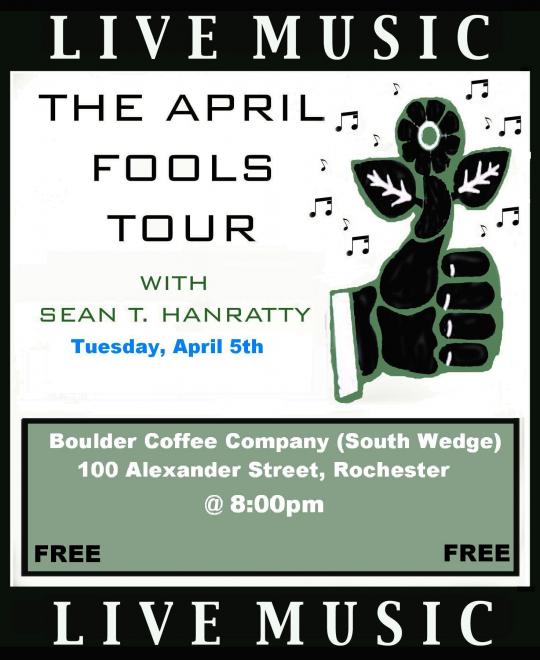 LIVE MUSIC
THE APRIL
FOOLS
TOUR
WITH
SEAN T. HANRATTY
Tuesday, April 5th
Boulder Coffee Company (South Wedge)
100 Alexander Street, Rochester
@ 8:00pm
FREE FREE
LIVE MUSIC